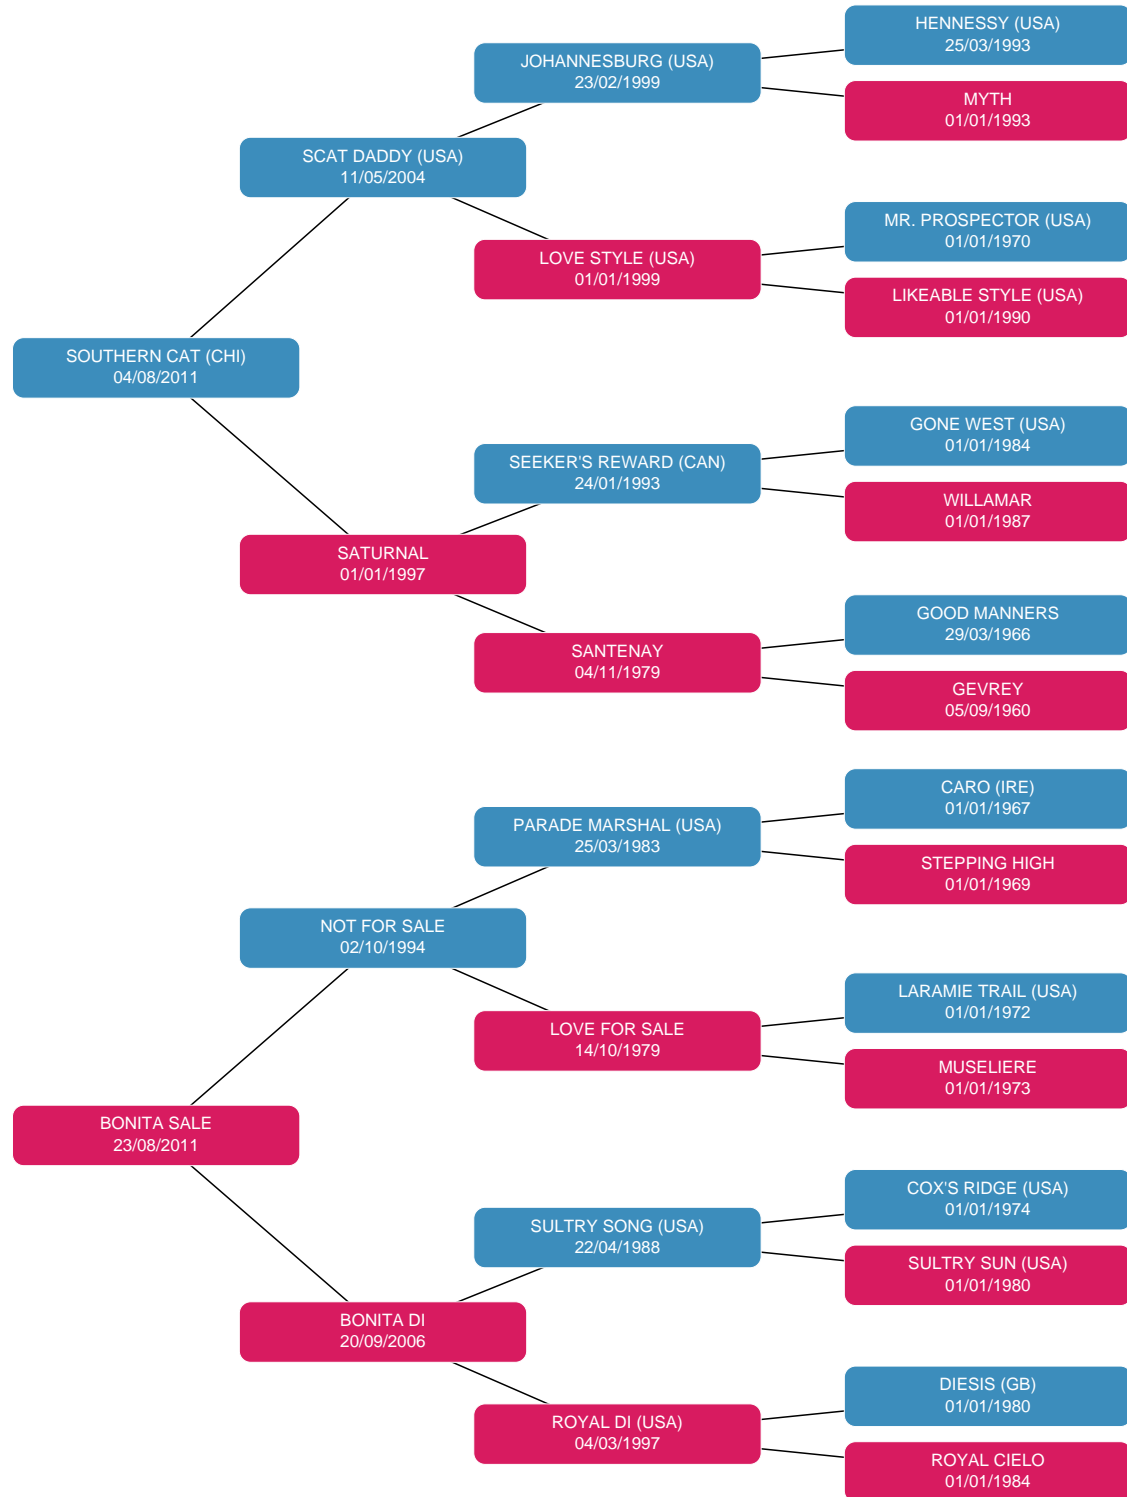 HENNESSY (USA)
25/03/1993
JOHANNESBURG (USA)
23/02/1999
MYTH
01/01/1993
SCAT DADDY (USA)
11/05/2004
MR. PROSPECTOR (USA)
01/01/1970
LOVE STYLE (USA)
01/01/1999
LIKEABLE STYLE (USA)
01/01/1990
SOUTHERN CAT (CHI)
04/08/2011
GONE WEST (USA)
01/01/1984
SEEKER'S REWARD (CAN)
24/01/1993
WILLAMAR
01/01/1987
SATURNAL
01/01/1997
GOOD MANNERS
29/03/1966
SANTENAY
04/11/1979
GEVREY
05/09/1960
CARO (IRE)
01/01/1967
PARADE MARSHAL (USA)
25/03/1983
STEPPING HIGH
01/01/1969
NOT FOR SALE
02/10/1994
LARAMIE TRAIL (USA)
01/01/1972
LOVE FOR SALE
14/10/1979
MUSELIERE
01/01/1973
BONITA SALE
23/08/2011
COX'S RIDGE (USA)
01/01/1974
SULTRY SONG (USA)
22/04/1988
SULTRY SUN (USA)
01/01/1980
BONITA DI
20/09/2006
DIESIS (GB)
01/01/1980
ROYAL DI (USA)
04/03/1997
ROYAL CIELO
01/01/1984